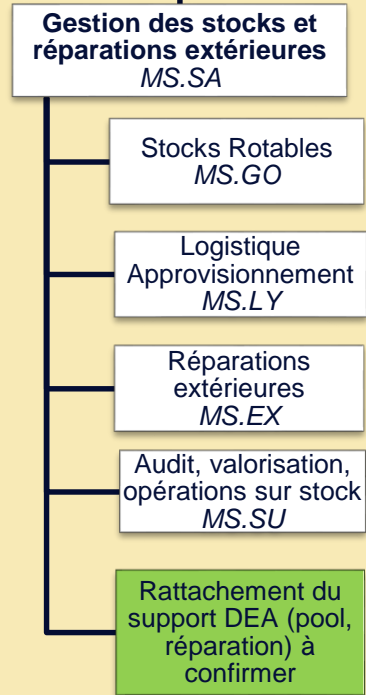 Gestion des stocks et
réparations extérieures
MS.SA
Stocks Rotables
MS.GO
Logistique
Approvisionnement
MS.LY
Réparations
extérieures
MS.EX
Audit, valorisation,
opérations sur stock
MS.SU
Rattachement du
support DEA (pool,
réparation) à
confirmer